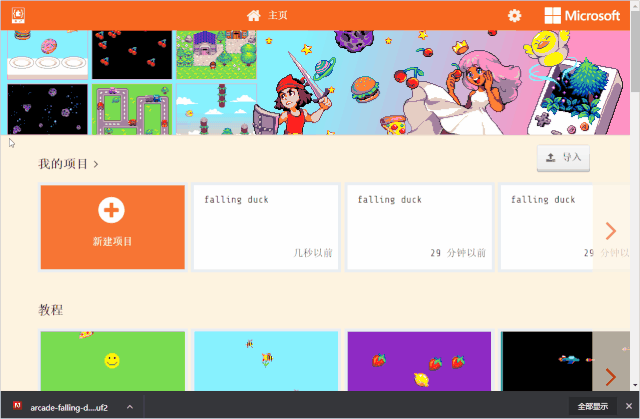 主页
Microsoft
我的项目 >
导入
新建项目
falling duck
几秒以前
falling duck
29 分钟以前
falling duck
29 分钟以
教程
arcade-falling-d....uf2
全部显示